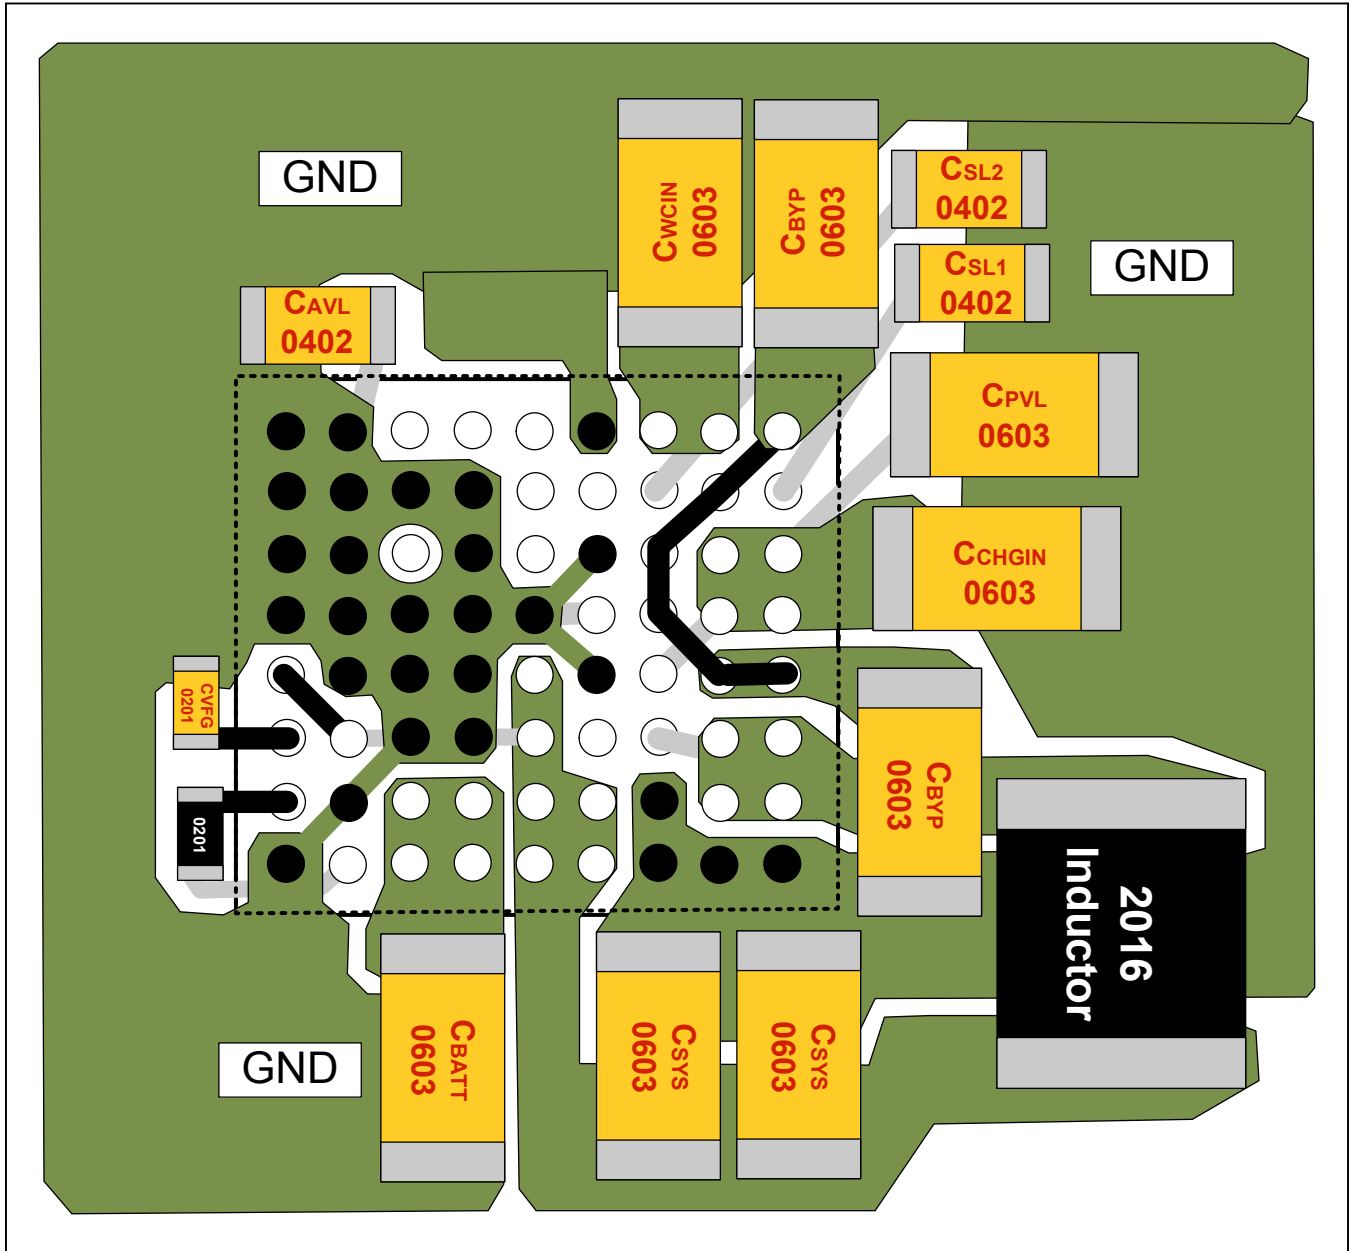 GND
CWCIN
0603
CBYP
0603
CSL2
0402
CSL1
0402
GND
CAVL
0402
CPVL
0603
CCHGIN
0603
CVFG
0201
0201
CBYP
0603
2016
Inductor
GND
CBATT
0603
CSYS
0603
CSYS
0603